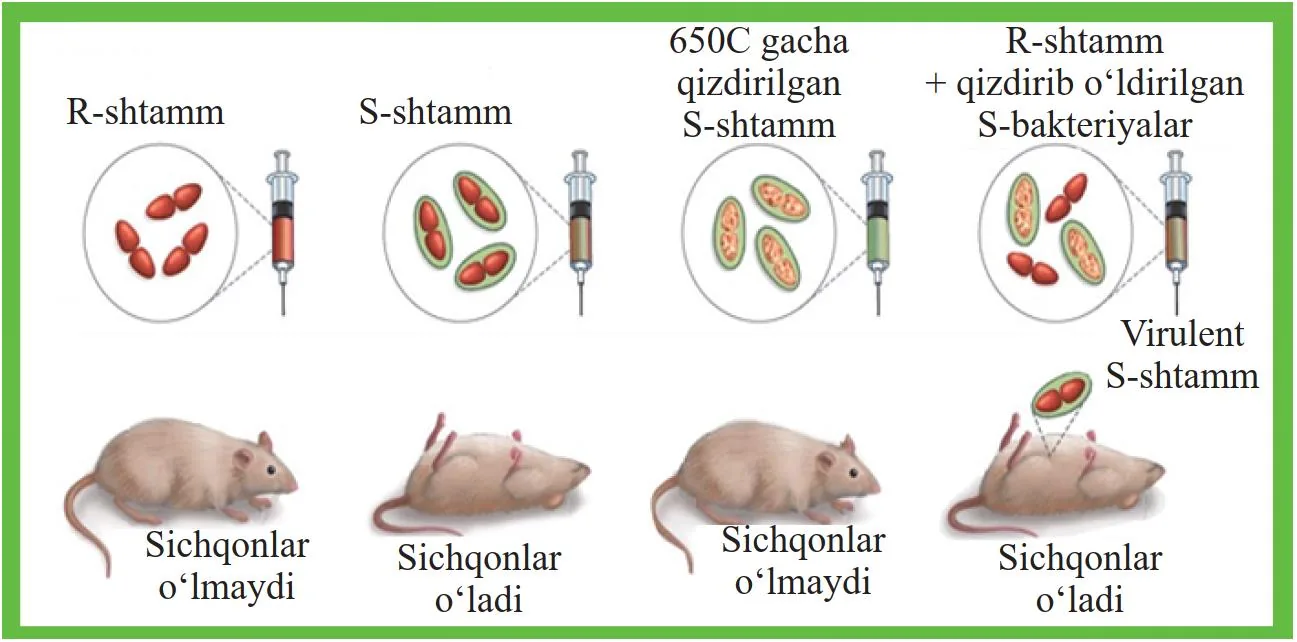 R-shtamm
S-shtamm
650C gacha
qizdirilgan
S-shtamm
R-shtamm
+ qizdirib o‘ldirilgan
S-bakteriyalar
Virulent
S-shtamm
Sichqonlar
o‘lmaydi
Sichqonlar
o‘ladi
Sichqonlar
o‘lmaydi
Sichqonlar
o‘ladi